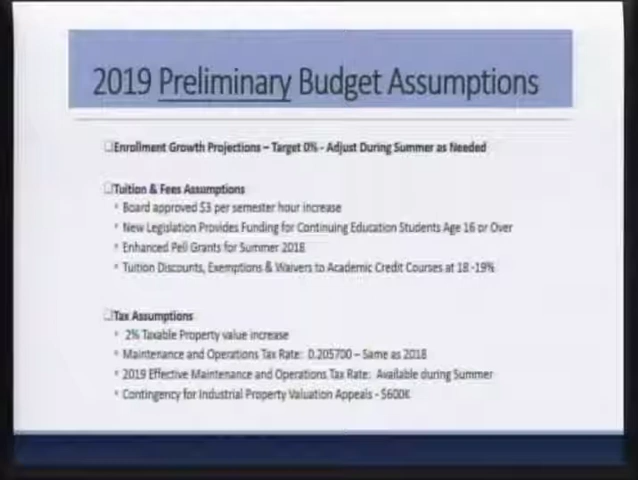 2019 Preliminary Budget Assumptions
Enrollment Growth Projections – Target 0% - Adjust During Summer as Needed
Tuition & Fees Assumptions
Board approved $3 per semester hour increase
New Legislation Provides Funding for Continuing Education Students Age 16 or Over
Enhanced Pell Grants for Summer 2018
Tuition Discounts, Exemptions & Waivers to Academic Credit Courses at 18 -19%
Tax Assumptions
2% Taxable Property value increase
Maintenance and Operations Tax Rate: 0.205700 – Same as 2018
2019 Effective Maintenance and Operations Tax Rate: Available during Summer
Contingency for Industrial Property Valuation Appeals - $600K